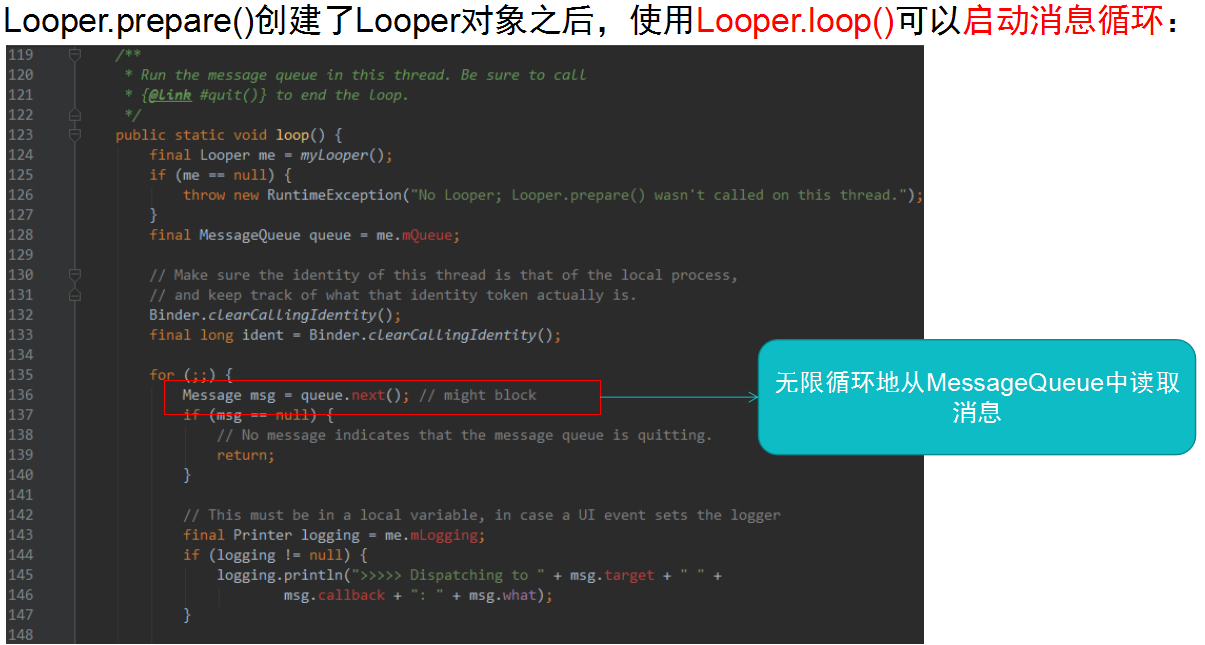 Looper.prepare()创建了Looper对象之后，使用Looper.loop()可以启动消息循环：
119 /**
120 * Run the message queue in this thread. Be sure to call
121 * {@link #quit()} to end the loop.
122 */
123 public static void loop() {
124 final Looper me = myLooper();
125 if (me == null) {
126 throw new RuntimeException("No Looper; Looper.prepare() wasn't called on this thread.");
127 }
128 final MessageQueue queue = me.mQueue;
129
130 // Make sure the identity of this thread is that of the local process,
131 // and keep track of what that identity token actually is.
132 Binder.clearCallingIdentity();
133 final long ident = Binder.clearCallingIdentity();
134
135 for (;;) {
136 Message msg = queue.next(); // might block
137 if (msg == null) {
138 // No message indicates that the message queue is quitting.
139 return;
140 }
141
142 // This must be in a local variable, in case a UI event sets the logger
143 final Printer logging = me.mLogging;
144 if (logging != null) {
145 logging.println(">>>>> Dispatching to " + msg.target + " " +
146 msg.callback + ": " + msg.what);
147 }
148
无限循环地从MessageQueue中读取
消息